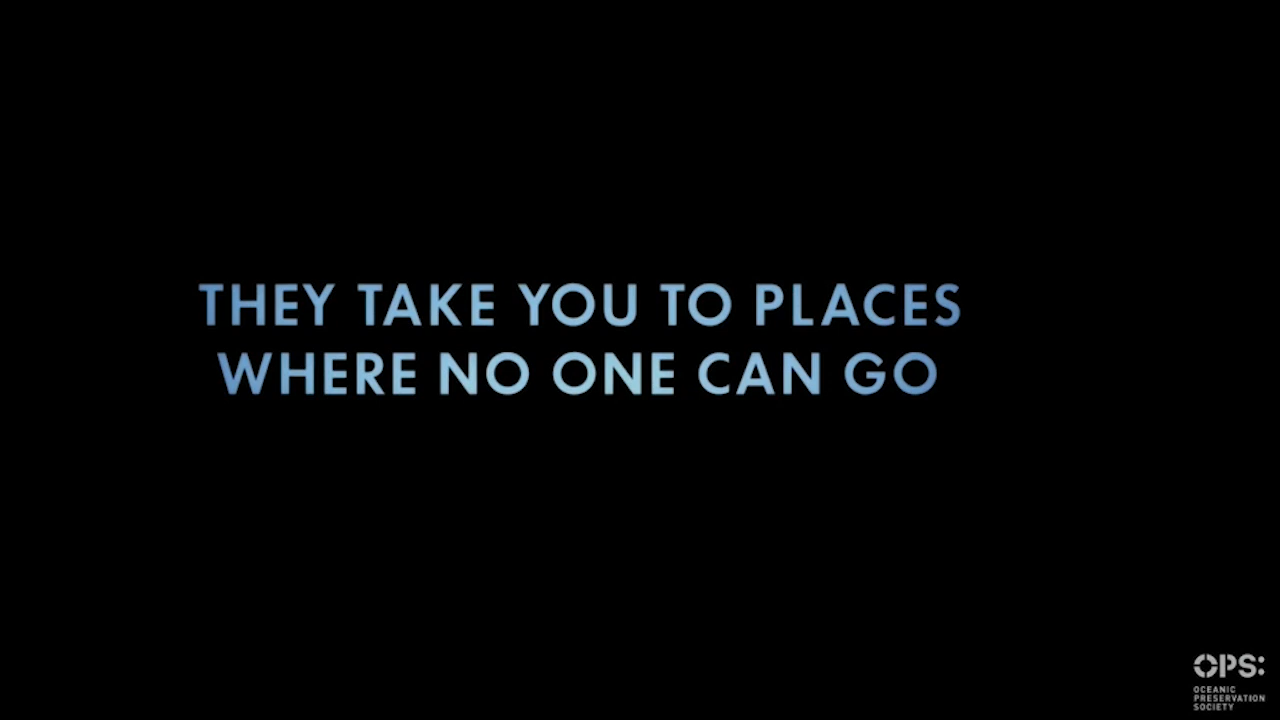 THEY TAKE YOU TO PLACES
WHERE NO ONE CAN GO
OPS:
OCEANIC
PRESERVATION
SOCIETY